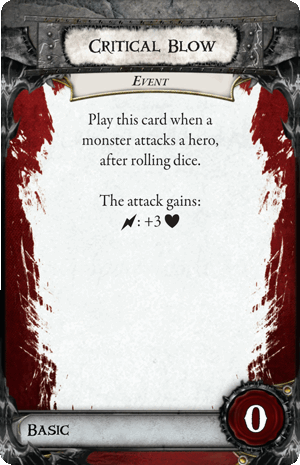 Critical Blow
Event
Play this card when a
monster attacks a hero,
after rolling dice.
The attack gains:
: +3
Basic
0